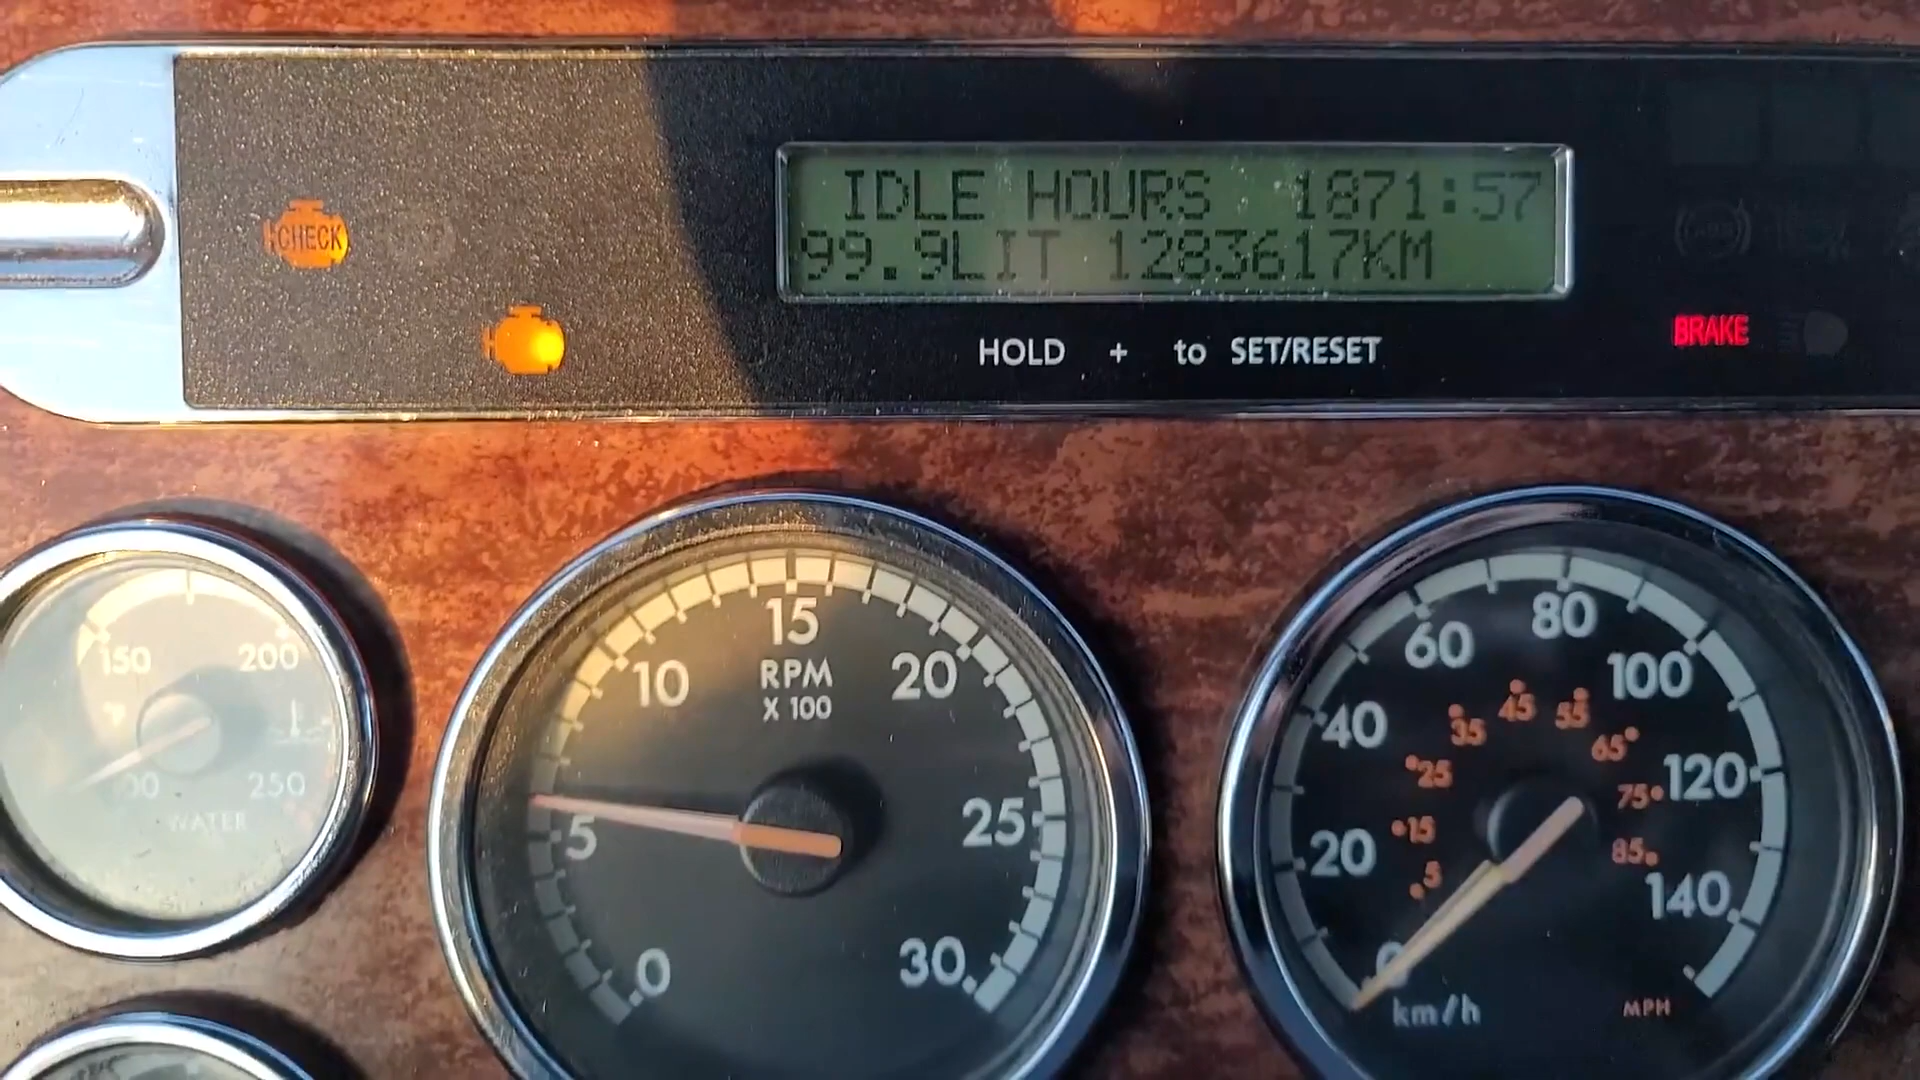 IDLE HOURS 1871:57
99.9LIT 1283617KM
CHECK
HOLD + to SET/RESET
BRAKE
150 200
°F
250
WATER
0 5 10 15 20 25 30
RPM
X 100
0 20 40 60 80 100 120 140
5 15 25 35 45 55 65 75 85
km/h
MPH